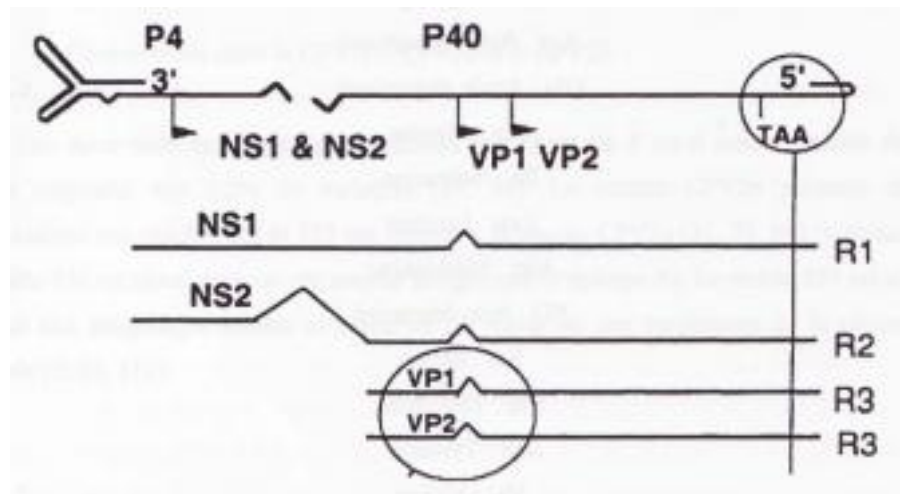 P4 P40
3' 5'
TAA
NS1 & NS2 VP1 VP2
NS1
R1
NS2
R2
VP1
R3
VP2
R3